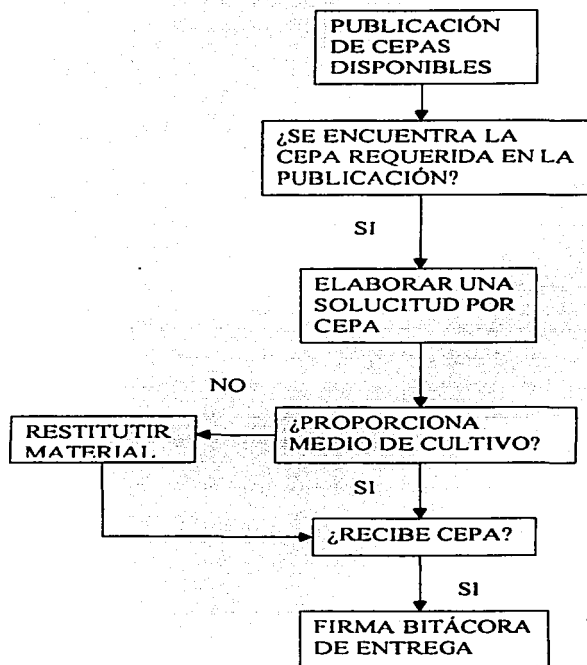 PUBLICACIÓN
DE CEPAS
DISPONIBLES
¿SE ENCUENTRA LA
CEPA REQUERIDA EN LA
PUBLICACIÓN?
SI
ELABORAR UNA
SOLUCITUD POR
CEPA
NO
¿PROPORCIONA
MEDIO DE CULTIVO?
RESTITUTIR
MATERIAL
SI
¿RECIBE CEPA?
SI
FIRMA BITÁCORA
DE ENTREGA